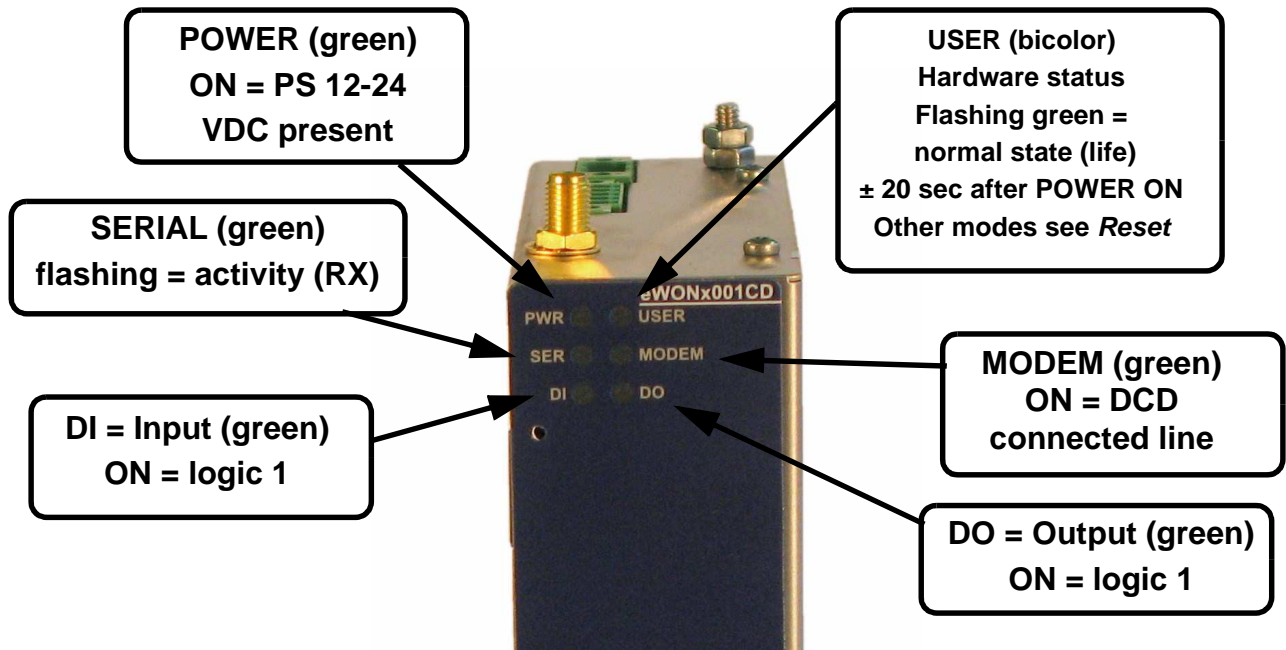 POWER (green)
ON = PS 12-24
VDC present
USER (bicolor)
Hardware status
Flashing green =
normal state (life)
± 20 sec after POWER ON
Other modes see Reset
SERIAL (green)
flashing = activity (RX)
eWONx001CD
PWR USER
SER MODEM
DI DO
MODEM (green)
ON = DCD
connected line
DI = Input (green)
ON = logic 1
DO = Output (green)
ON = logic 1